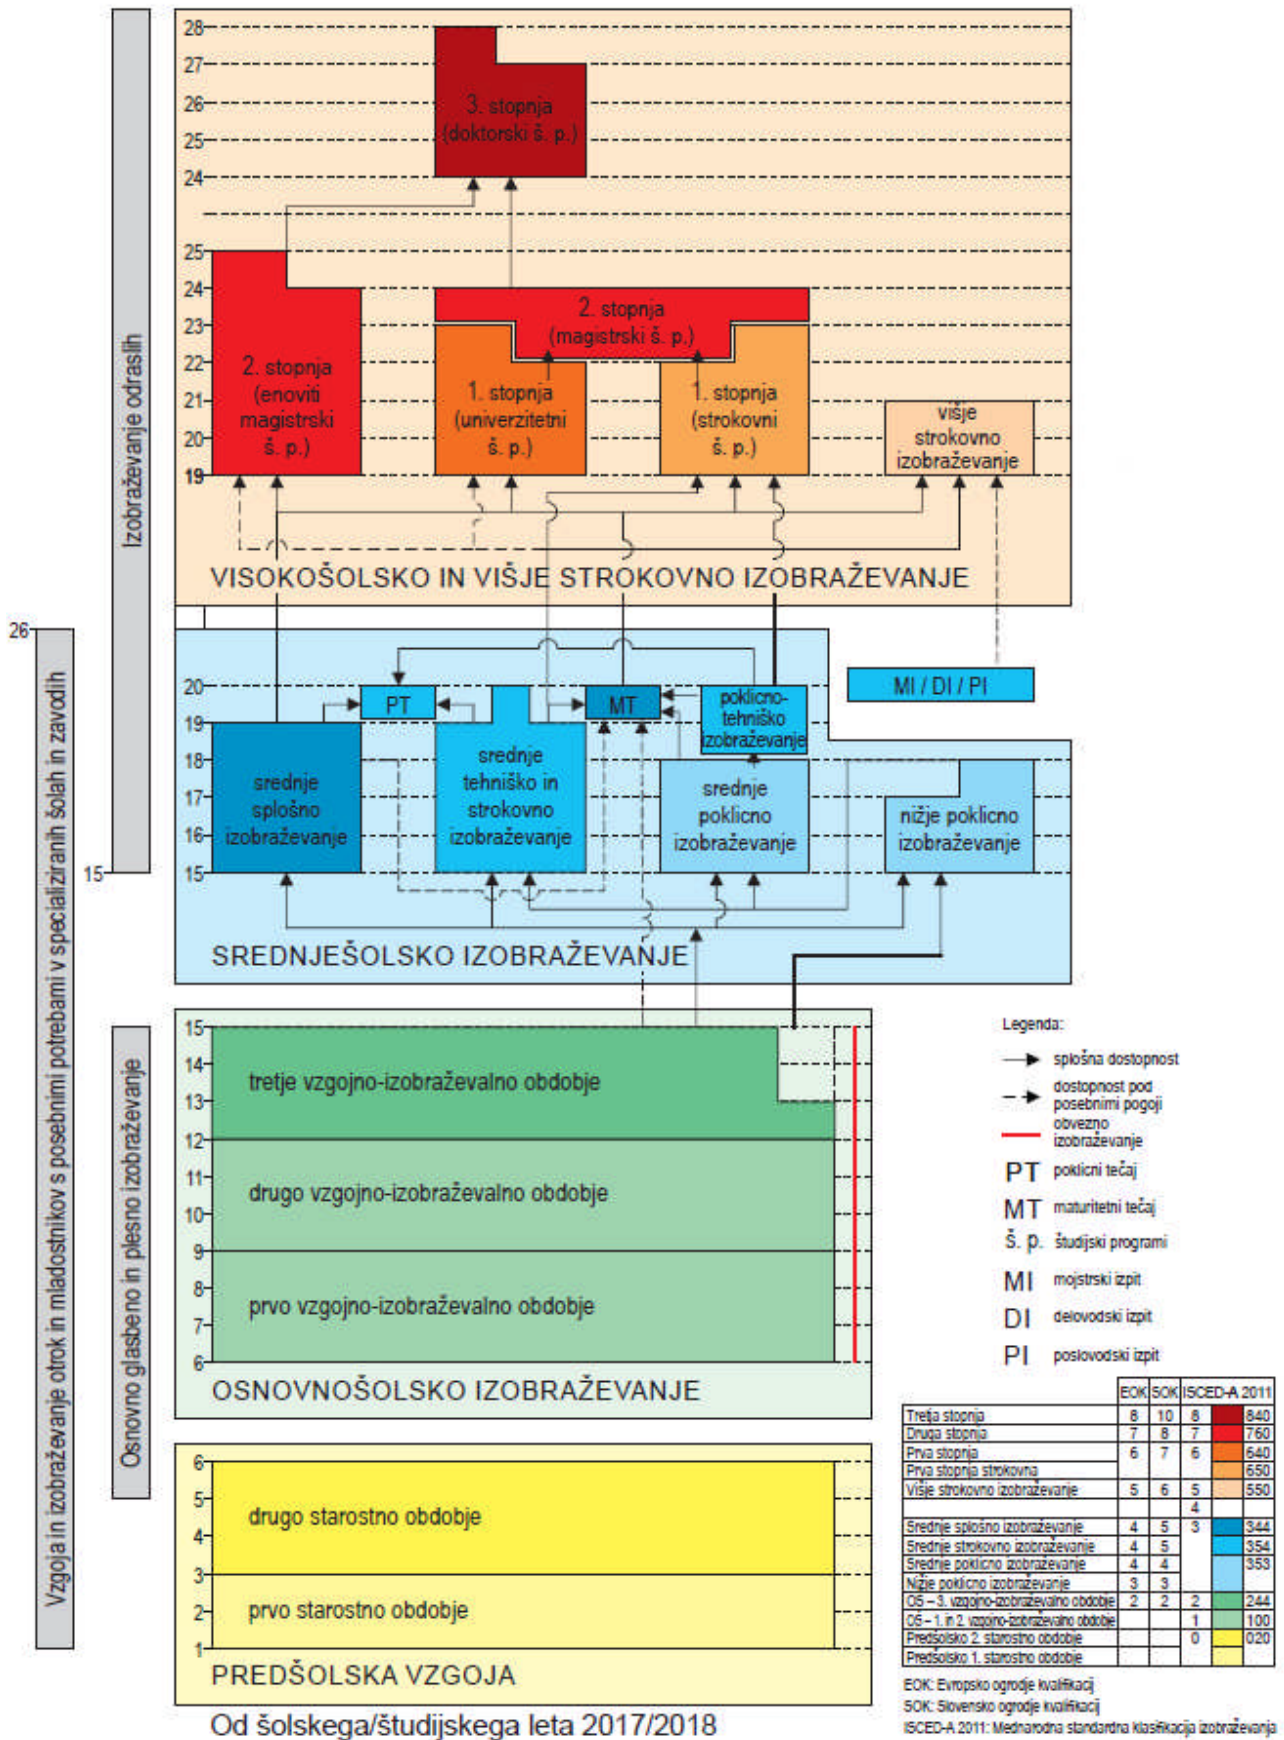 28
27
26
25
24
3. stopnja
(doktorski š. p.)
25
24
23
22
21
20
19
2. stopnja
(enoviti
magistrski
š. p.)
2. stopnja
(magistrski š. p.)
1. stopnja
(univerzitetni
š. p.)
1. stopnja
(strokovni
š. p.)
višje
strokovno
izobraževanje
VISOKOŠOLSKO IN VIŠJE STROKOVNO IZOBRAŽEVANJE
Izobraževanje odraslih
15
26
Vzgoja in izobraževanje otrok in mladostnikov s posebnimi potrebami v specializiranih šolah in zavodih
20
19
18
17
16
15
PT
MT
poklicno-
tehniško
izobraževanje
MI / DI / PI
srednje
splošno
izobraževanje
srednje
tehniško in
strokovno
izobraževanje
srednje
poklicno
izobraževanje
nižje poklicno
izobraževanje
SREDNJEŠOLSKO IZOBRAŽEVANJE
Osnovno glasbeno in plesno izobraževanje
15
14
13
12
11
10
9
8
7
6
tretje vzgojno-izobraževalno obdobje
drugo vzgojno-izobraževalno obdobje
prvo vzgojno-izobraževalno obdobje
OSNOVNOŠOLSKO IZOBRAŽEVANJE
6
5
4
3
2
1
drugo starostno obdobje
prvo starostno obdobje
PREDŠOLSKA VZGOJA
Od šolskega/študijskega leta 2017/2018
Legenda:
splošna dostopnost
dostopnost pod
posebnimi pogoji
obvezno
izobraževanje
PT poklicni tečaj
MT maturitetni tečaj
š. p. študijski programi
MI mojstrski izpit
DI delovodski izpit
PI poslovodski izpit
EOK SOK ISCED-A 2011
Tretja stopnja 8 10 8 840
Druga stopnja 7 8 7 760
Prva stopnja 6 7 6 640
Prva stopnja strokovna 650
Višje strokovno izobraževanje 5 6 5 550
4
Srednje splošno izobraževanje 4 5 3 344
Srednje strokovno izobraževanje 4 5 354
Srednje poklicno izobraževanje 4 4 353
Nižje poklicno izobraževanje 3 3
OŠ – 3. vzgojno-izobraževalno obdobje 2 2 2 244
OŠ – 1. in 2. vzgojno-izobraževalno obdobje 1 100
Predšolsko 2. starostno obdobje 0 020
Predšolsko 1. starostno obdobje
EOK: Evropsko ogrodje kvalifikacij
SOK: Slovensko ogrodje kvalifikacij
ISCED-A 2011: Mednarodna standardna klasifikacija izobraževanja